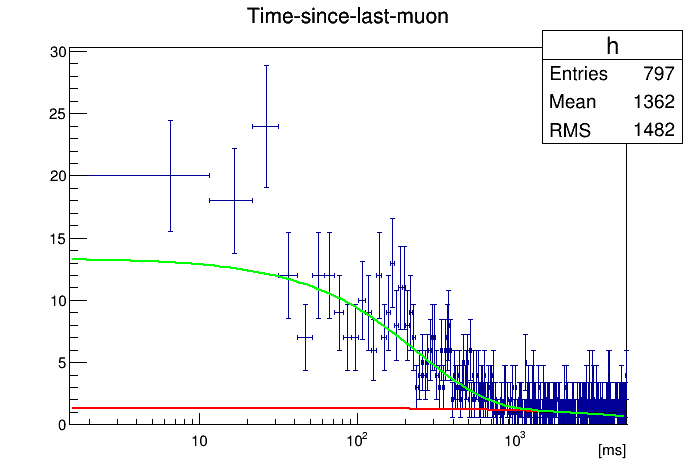 Time-since-last-muon
h
Entries 797
Mean 1362
RMS 1482
30
25
20
15
10
5
0
10 10² 10³
[ms]